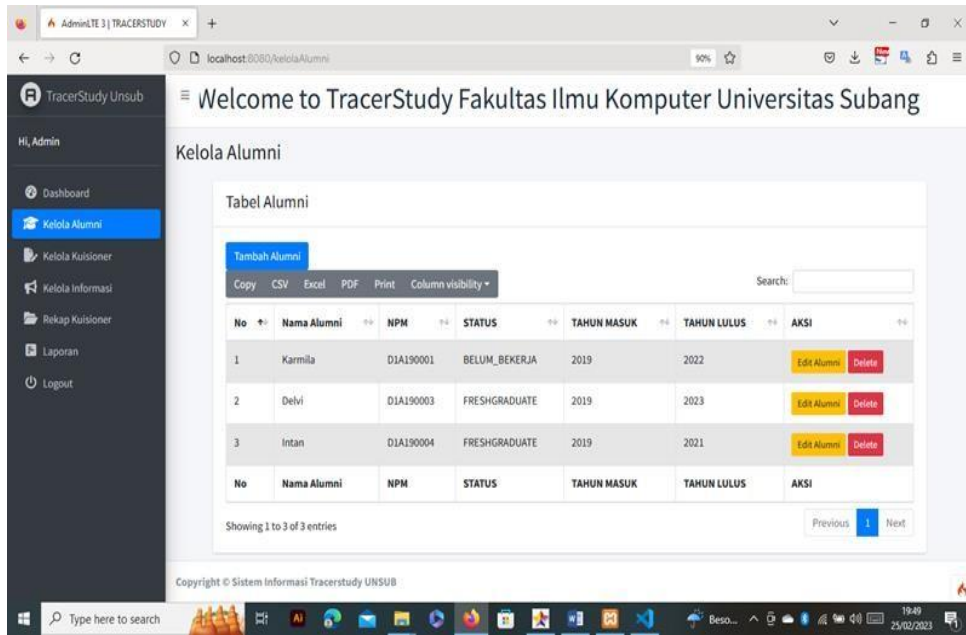 AdminLTE 3 | TRACERSTUDY
localhost:8080/kelolaAlumni 90%
TracerStudy Unsub
Welcome to TracerStudy Fakultas Ilmu Komputer Universitas Subang
Hi, Admin
Kelola Alumni
Dashboard
Kelola Alumni
Kelola Kuisioner
Kelola Informasi
Rekap Kuisioner
Laporan
Logout
Tabel Alumni
Tambah Alumni
Copy CSV Excel PDF Print Column visibility
Search:
No Nama Alumni NPM STATUS TAHUN MASUK TAHUN LULUS AKSI
1 Karmila D1A190001 BELUM_BEKERJA 2019 2022 Edit Alumni Delete
2 Delvi D1A190003 FRESHGRADUATE 2019 2023 Edit Alumni Delete
3 Intan D1A190004 FRESHGRADUATE 2019 2021 Edit Alumni Delete
No Nama Alumni NPM STATUS TAHUN MASUK TAHUN LULUS AKSI
Showing 1 to 3 of 3 entries
Previous 1 Next
Copyright © Sistem Informasi Tracerstudy UNSUB
Type here to search
Ai
Beso...
19:49
25/02/2023